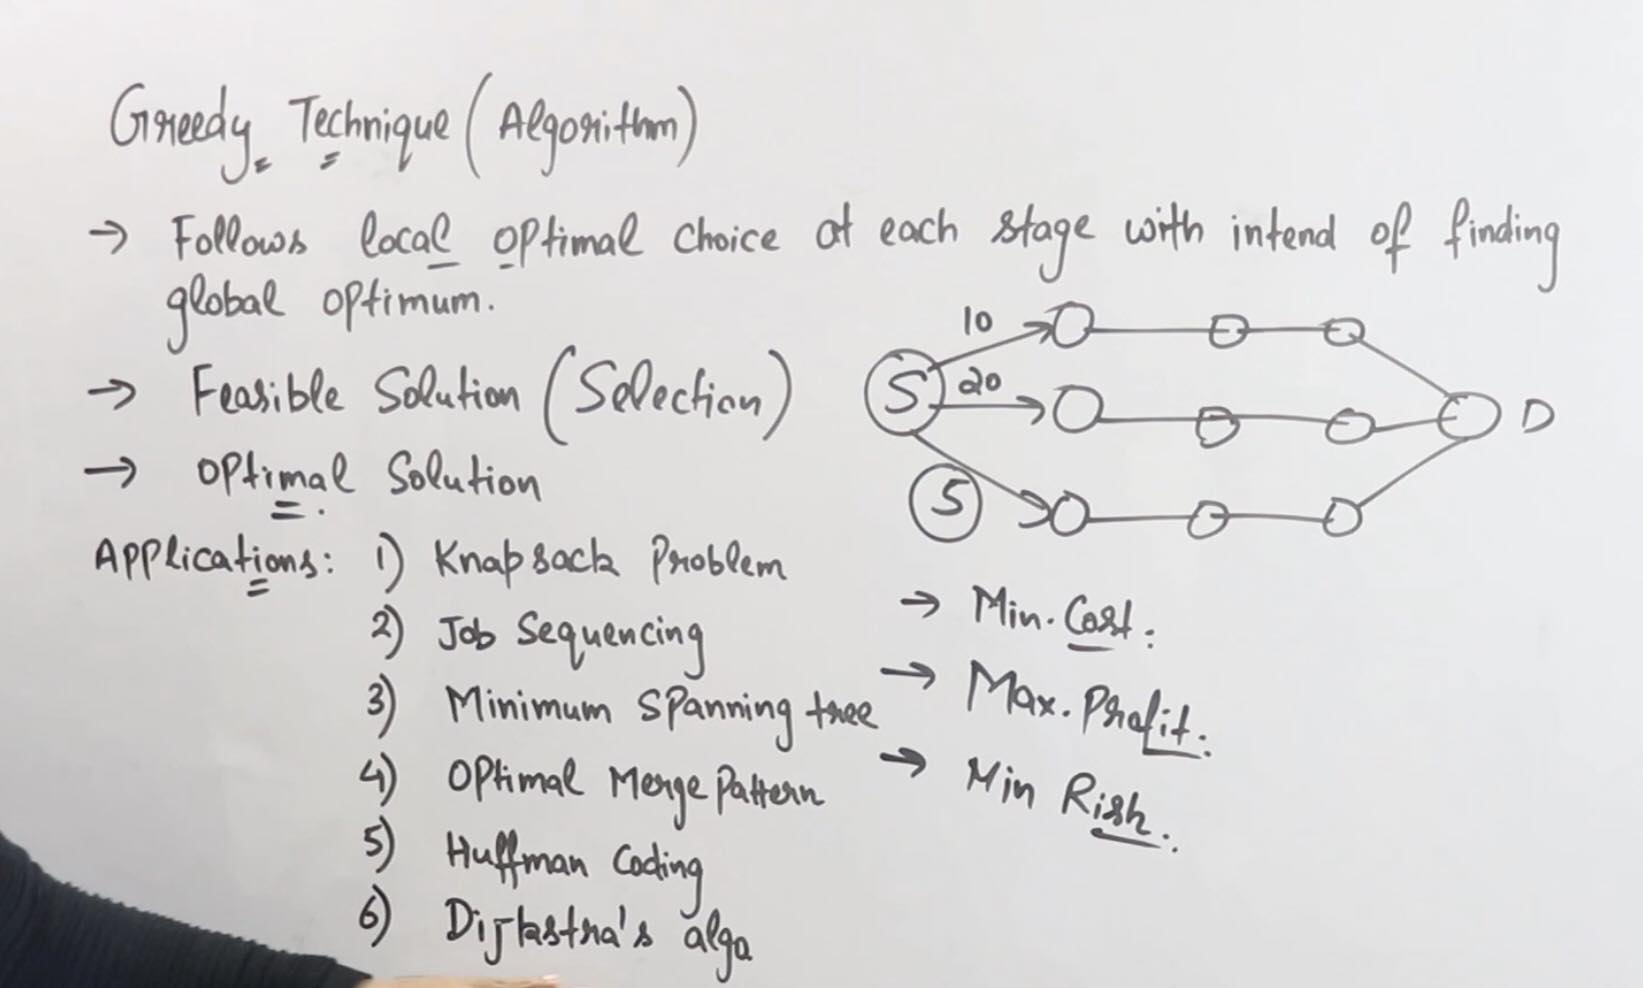 Greedy Technique (Algorithm)
→ Follows local optimal choice at each stage with intend of finding
global optimum.
→ Feasible Solution (Selection)
→ Optimal Solution
10
S
20
5
D
Applications: 1) Knapsack Problem
2) Job Sequencing
3) Minimum Spanning tree
4) Optimal Merge Pattern
5) Huffman Coding
6) Dijkstra's algo
→ Min. Cost.
→ Max. Profit.
→ Min Risk.